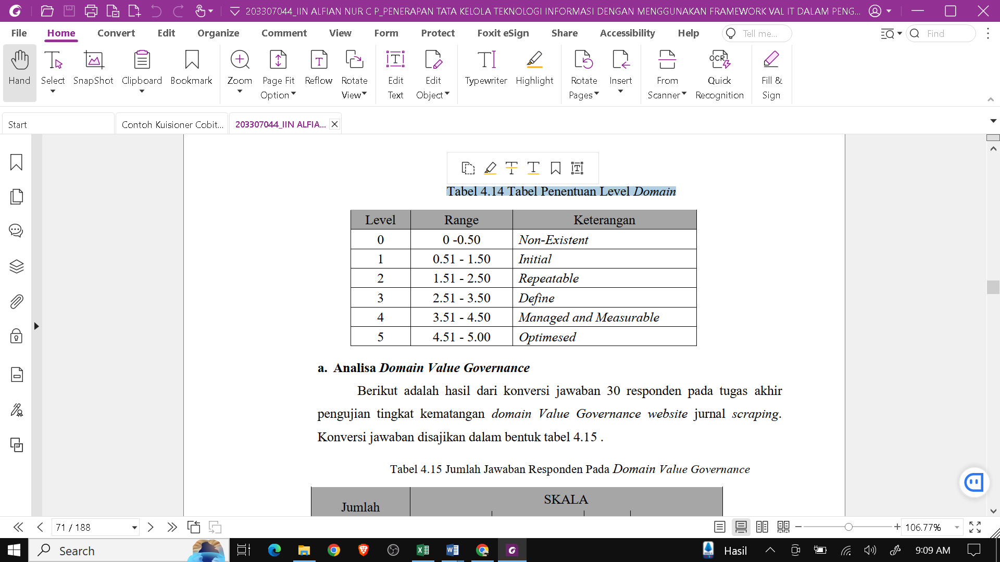 203307044_IIN ALFIAN NUR C P_PENERAPAN TATA KELOLA TEKNOLOGI INFORMASI DENGAN MENGGUNAKAN FRAMEWORK VAL IT DALAM PENG...
File Home Convert Edit Organize Comment View Form Protect Foxit eSign Share Accessibility Help Tell me... Find
Hand Select SnapShot Clipboard Bookmark Zoom Page Fit Option Reflow Rotate View Edit Text Edit Object Typewriter Highlight Rotate Pages Insert From Scanner Quick Recognition Fill & Sign
OCR
Start Contoh Kuisioner Cobit... 203307044_IIN ALFIA...
Tabel 4.14 Tabel Penentuan Level Domain
Level Range Keterangan
0 0 -0.50 Non-Existent
1 0.51 - 1.50 Initial
2 1.51 - 2.50 Repeatable
3 2.51 - 3.50 Define
4 3.51 - 4.50 Managed and Measurable
5 4.51 - 5.00 Optimesed
a. Analisa Domain Value Governance
Berikut adalah hasil dari konversi jawaban 30 responden pada tugas akhir
pengujian tingkat kematangan domain Value Governance website jurnal scraping.
Konversi jawaban disajikan dalam bentuk tabel 4.15 .
Tabel 4.15 Jumlah Jawaban Responden Pada Domain Value Governance
SKALA
Jumlah
71 / 188 106.77%
Search Hasil 9:09 AM